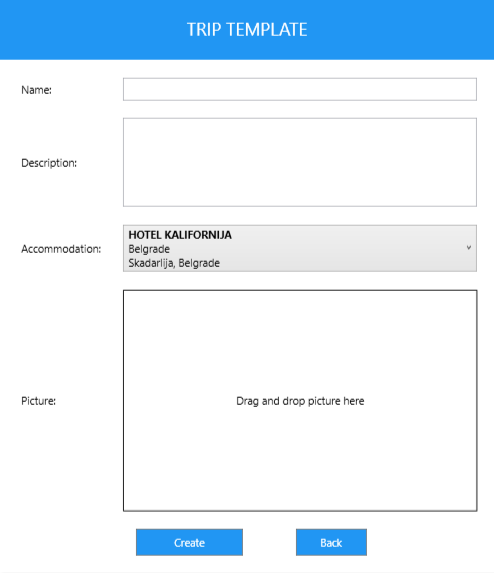 TRIP TEMPLATE
Name:
Description:
Accommodation:
HOTEL KALIFORNIJA
Belgrade
Skadarlija, Belgrade
Picture:
Drag and drop picture here
Create
Back